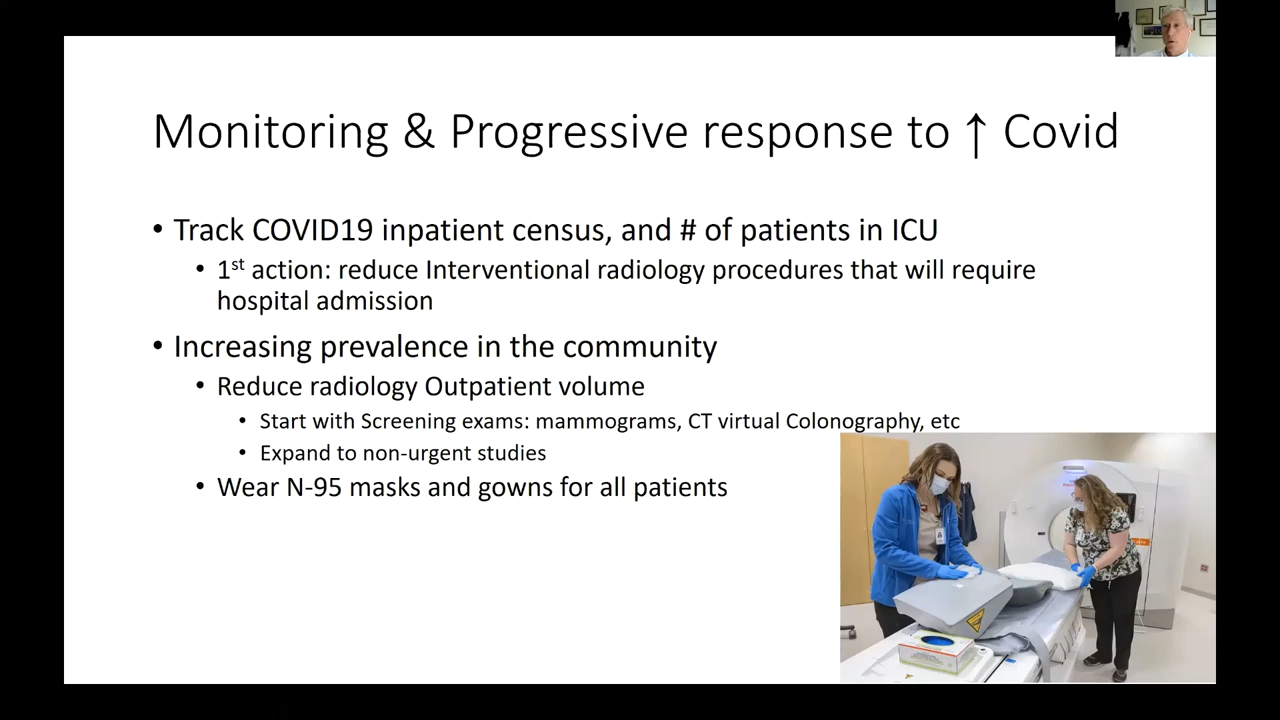 Monitoring & Progressive response to ↑ Covid
• Track COVID19 inpatient census, and # of patients in ICU
• 1st action: reduce Interventional radiology procedures that will require
hospital admission
• Increasing prevalence in the community
• Reduce radiology Outpatient volume
• Start with Screening exams: mammograms, CT virtual Colonography, etc
• Expand to non-urgent studies
• Wear N-95 masks and gowns for all patients